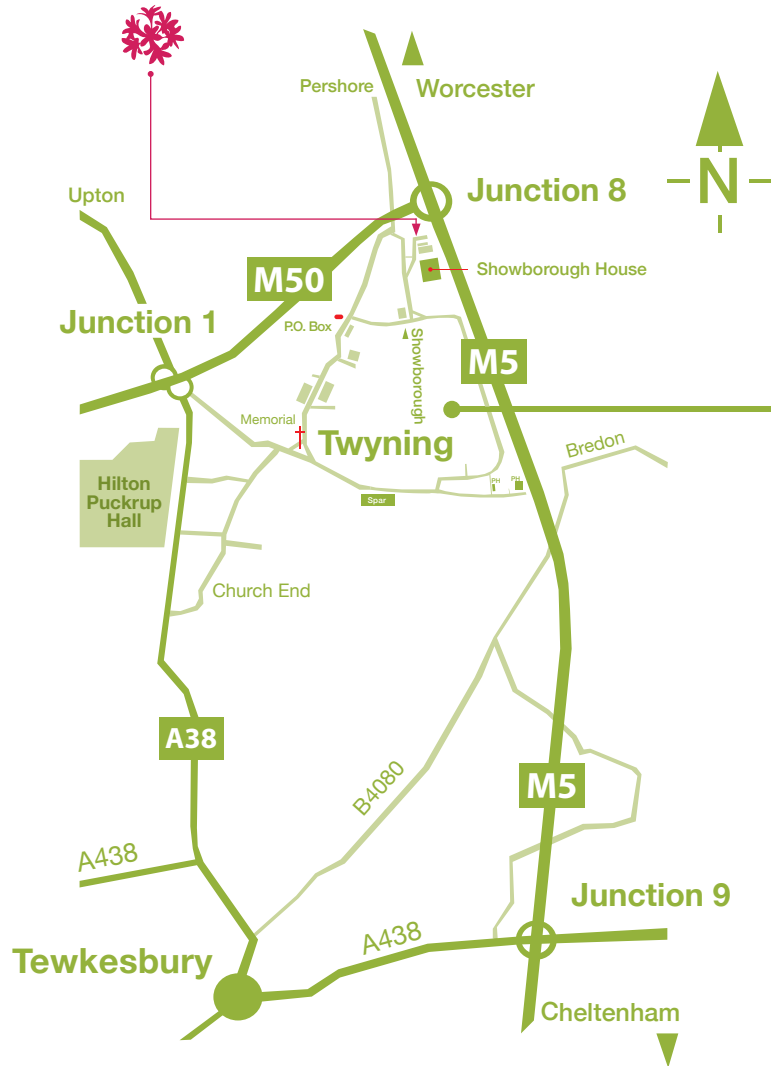 Pershore
Worcester
N
Upton
Junction 8
M50
Showborough House
Junction 1
P.O. Box
Showborough
M5
Memorial
Twyning
Bredon
Hilton
Puckrup
Hall
PH
PH
Spar
Church End
A38
B4080
M5
A438
Junction 9
A438
Tewkesbury
Cheltenham